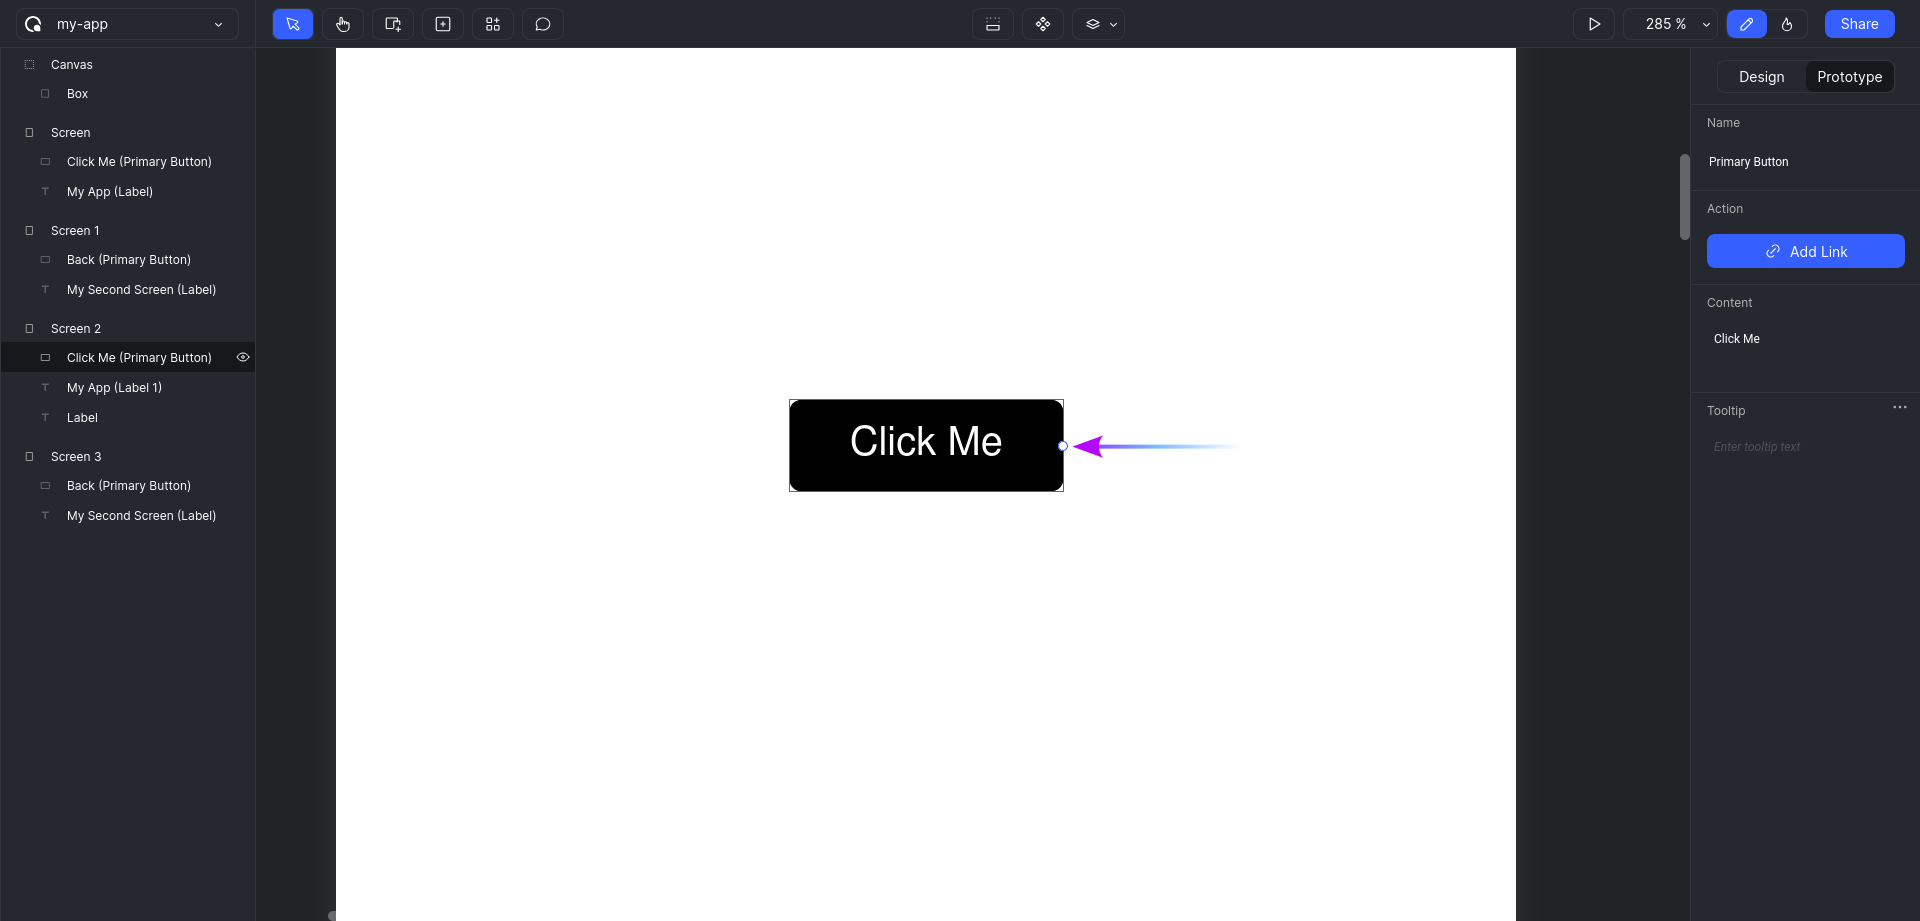 my-app
285 %
Share
Canvas
Box
Screen
Click Me (Primary Button)
My App (Label)
Screen 1
Back (Primary Button)
My Second Screen (Label)
Screen 2
Click Me (Primary Button)
My App (Label 1)
Label
Screen 3
Back (Primary Button)
My Second Screen (Label)
Click Me
Design
Prototype
Name
Primary Button
Action
Add Link
Content
Click Me
Tooltip
Enter tooltip text